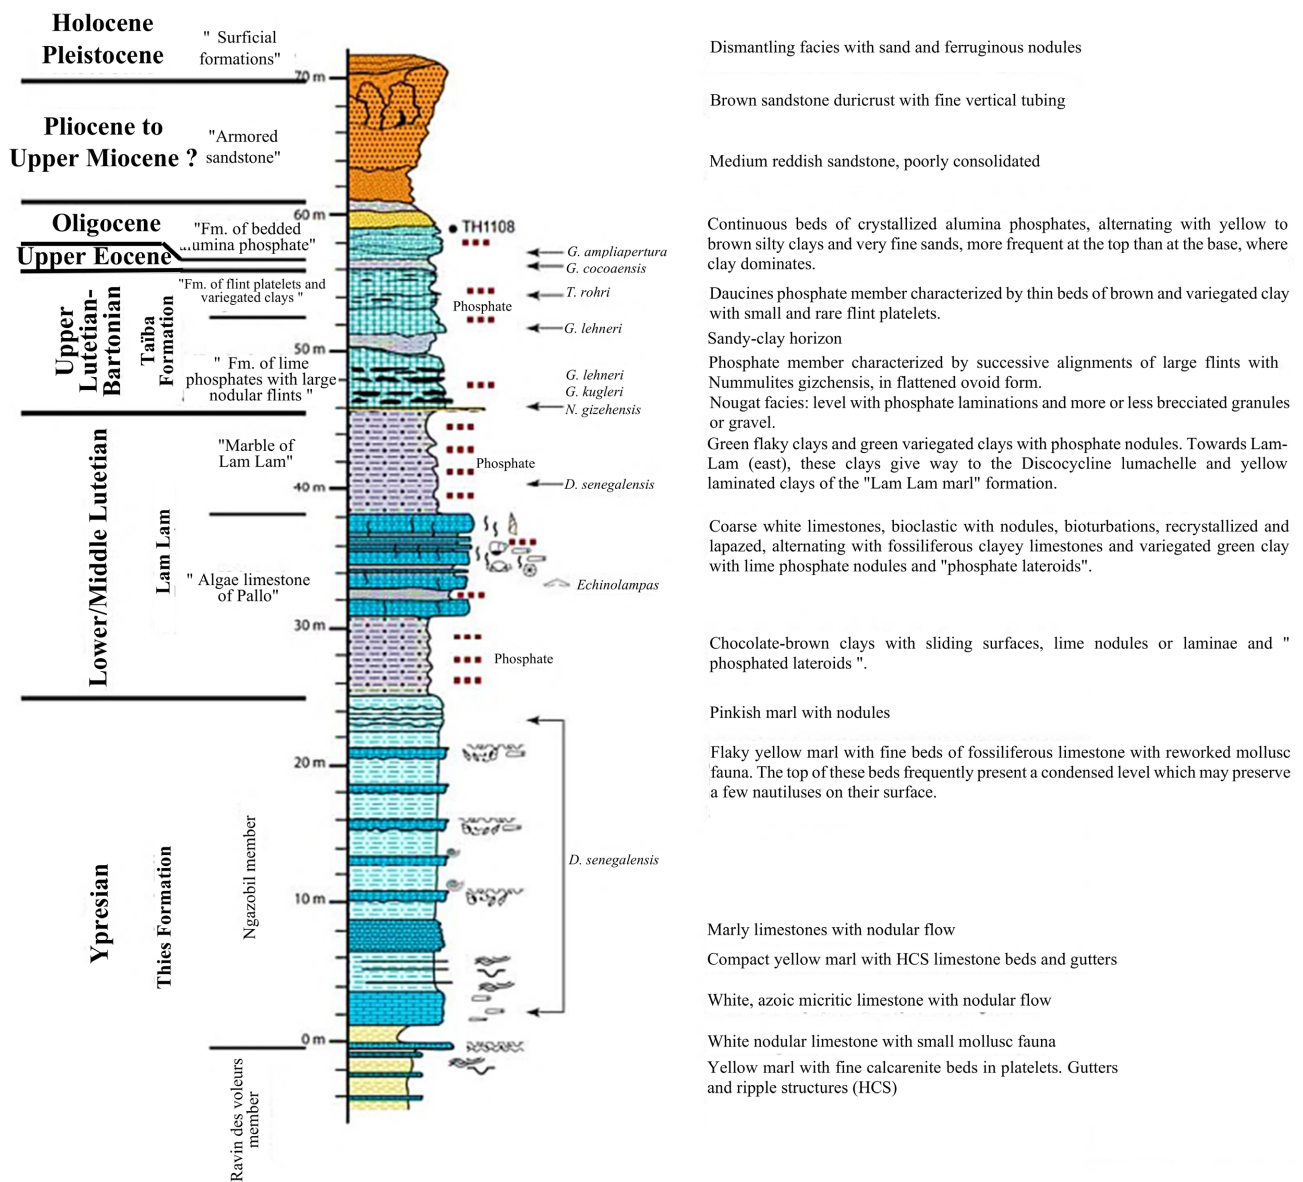 Holocene
Pleistocene
" Surficial
formations"
Dismantling facies with sand and ferruginous nodules
70 m
Brown sandstone duricrust with fine vertical tubing
Pliocene to
Upper Miocene ?
"Armored
sandstone"
Medium reddish sandstone, poorly consolidated
60 m
Oligocene
Upper Eocene
"Fm. of bedded
alumina phosphate"
TH1108
G. ampliapertura
G. cocoaensis
Continuous beds of crystallized alumina phosphates, alternating with yellow to
brown silty clays and very fine sands, more frequent at the top than at the base, where
clay dominates.
Upper
Lutetian-
Bartonian
Taïba
Formation
"Fm. of flint platelets and
variegated clays "
T. rohri
Phosphate
G. lehneri
Daucines phosphate member characterized by thin beds of brown and variegated clay
with small and rare flint platelets.
Sandy-clay horizon
50 m
" Fm. of lime
phosphates with large
nodular flints "
G. lehneri
G. kugleri
N. gizehensis
Phosphate member characterized by successive alignments of large flints with
Nummulites gizchensis, in flattened ovoid form.
Nougat facies: level with phosphate laminations and more or less brecciated granules
or gravel.
Lower/Middle Lutetian
Lam Lam
"Marble of
Lam Lam"
Phosphate
40 m
D. senegalensis
Green flaky clays and green variegated clays with phosphate nodules. Towards Lam-
Lam (east), these clays give way to the Discocycline lumachelle and yellow
laminated clays of the "Lam Lam marl" formation.
" Algae limestone
of Pallo"
Echinolampas
Coarse white limestones, bioclastic with nodules, bioturbations, recrystallized and
lapazed, alternating with fossiliferous clayey limestones and variegated green clay
with lime phosphate nodules and "phosphate lateroids".
30 m
Phosphate
Chocolate-brown clays with sliding surfaces, lime nodules or laminae and "
phosphated lateroids ".
Ypresian
Thies Formation
Ngazobil member
Pinkish marl with nodules
20 m
Flaky yellow marl with fine beds of fossiliferous limestone with reworked mollusc
fauna. The top of these beds frequently present a condensed level which may preserve
a few nautiluses on their surface.
D. senegalensis
10 m
Marly limestones with nodular flow
Compact yellow marl with HCS limestone beds and gutters
White, azoic micritic limestone with nodular flow
0 m
White nodular limestone with small mollusc fauna
Ravin des voleurs
member
Yellow marl with fine calcarenite beds in platelets. Gutters
and ripple structures (HCS)